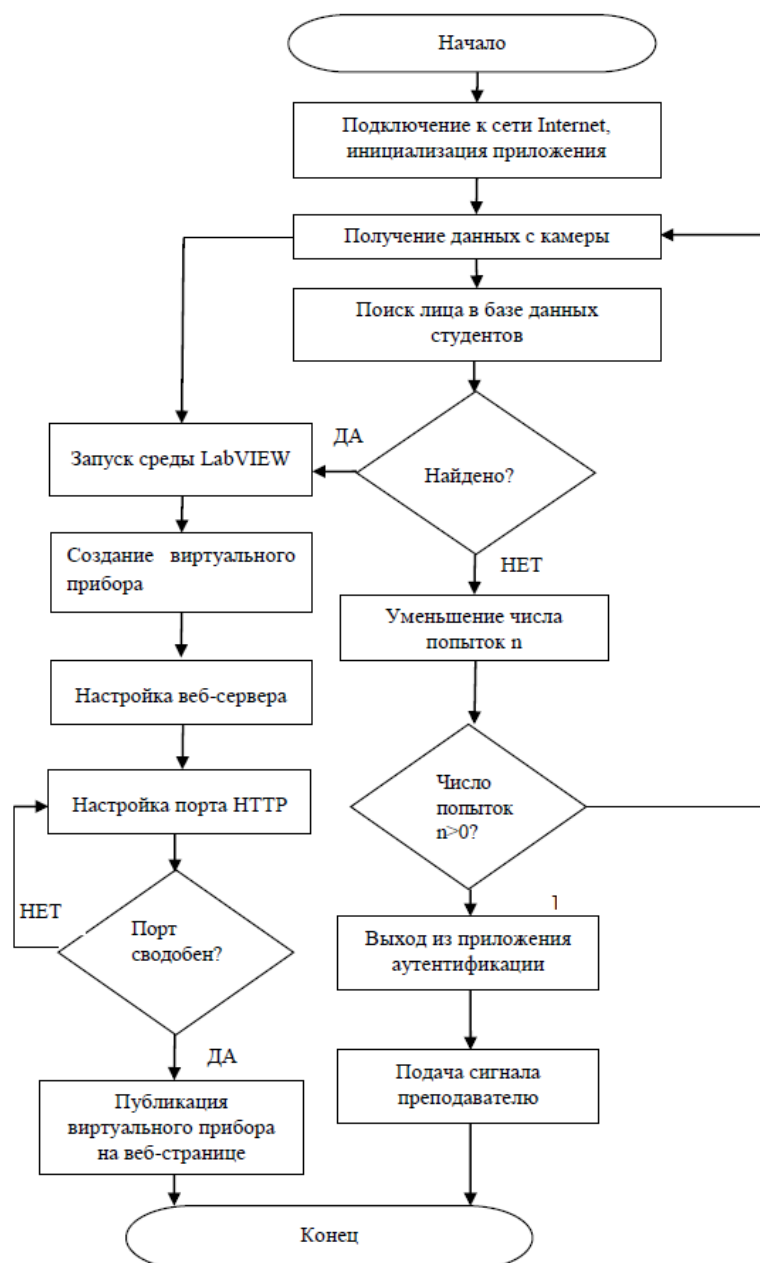 Начало
Подключение к сети Internet,
инициализация приложения
Получение данных с камеры
Поиск лица в базе данных
студентов
ДА
Запуск среды LabVIEW
Найдено?
НЕТ
Создание виртуального
прибора
Уменьшение числа
попыток n
Настройка веб-сервера
Число
попыток
n>0?
Настройка порта HTTP
1
НЕТ
Порт
сводобен?
Выход из приложения
аутентификации
ДА
Подача сигнала
преподавателю
Публикация
виртуального прибора
на веб-странице
Конец